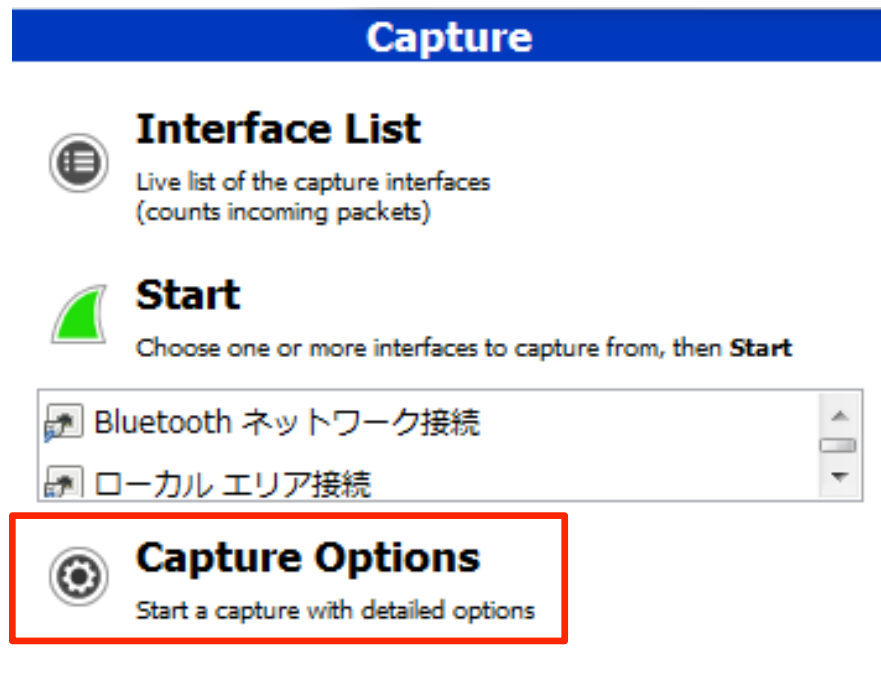 Capture
Interface List
Live list of the capture interfaces
(counts incoming packets)
Start
Choose one or more interfaces to capture from, then Start
Bluetooth ネットワーク接続
ローカル エリア接続
Capture Options
Start a capture with detailed options